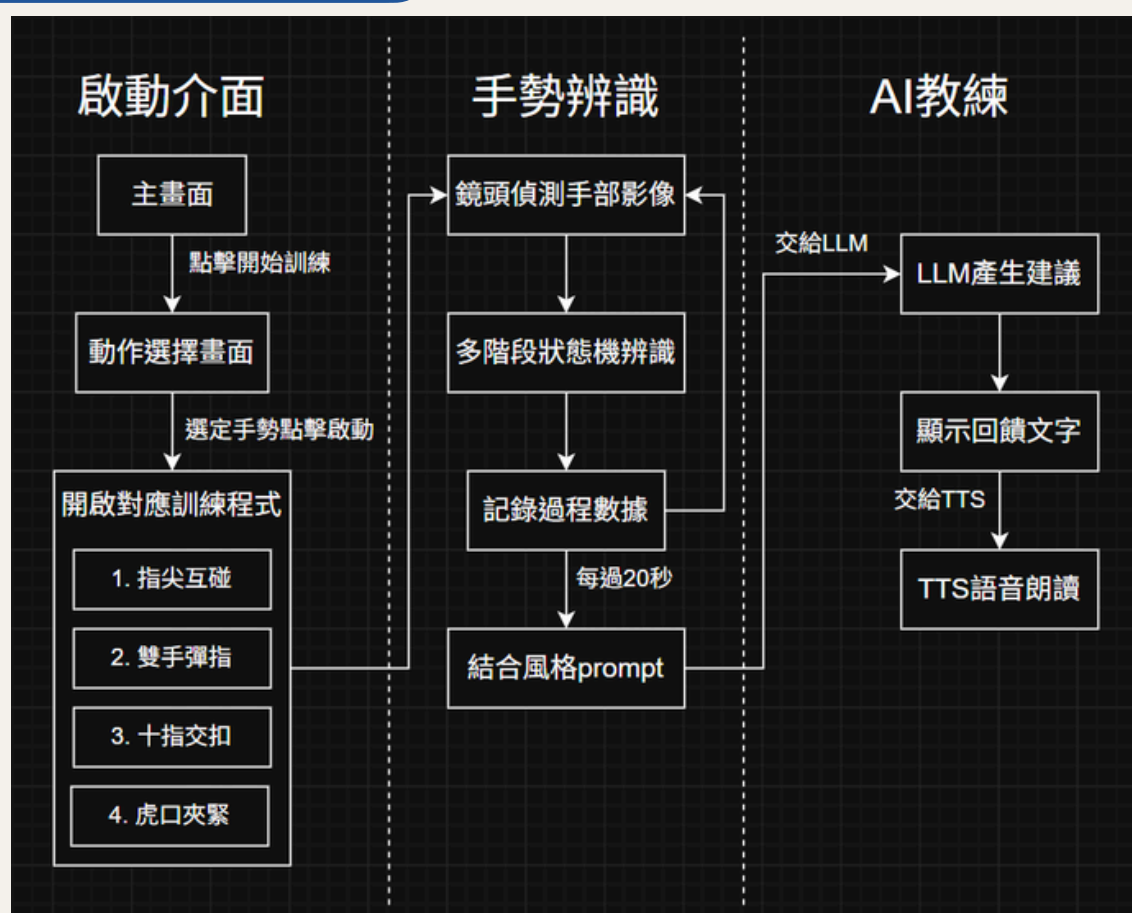 啟動介面
主畫面
點擊開始訓練
動作選擇畫面
選定手勢點擊啟動
開啟對應訓練程式
1. 指尖互碰
2. 雙手彈指
3. 十指交扣
4. 虎口夾緊
手勢辨識
鏡頭偵測手部影像
多階段狀態機辨識
記錄過程數據
每過20秒
結合風格prompt
AI教練
交給LLM
LLM產生建議
顯示回饋文字
交給TTS
TTS語音朗讀